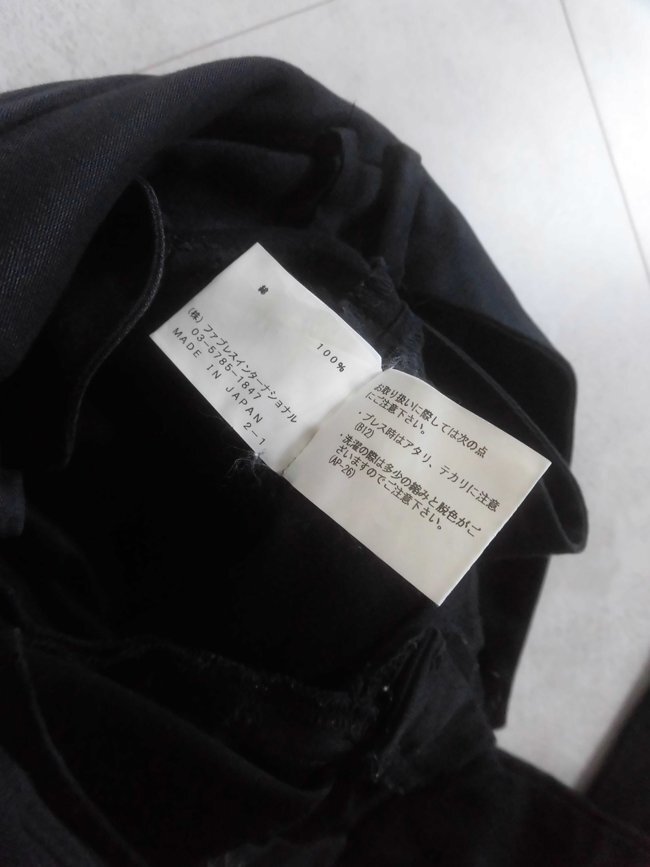 綿
100%
(株)ファブレスインターナショナル
03-5785-1847
MADE IN JAPAN
2-1
お取り扱いに際しては次の点
にご注意下さい。
・プレス時はアタリ、テカリに注意
(B12)
・洗濯の際は多少の縮みと脱色がご
ざいますのでご注意下さい。
(AP-26)